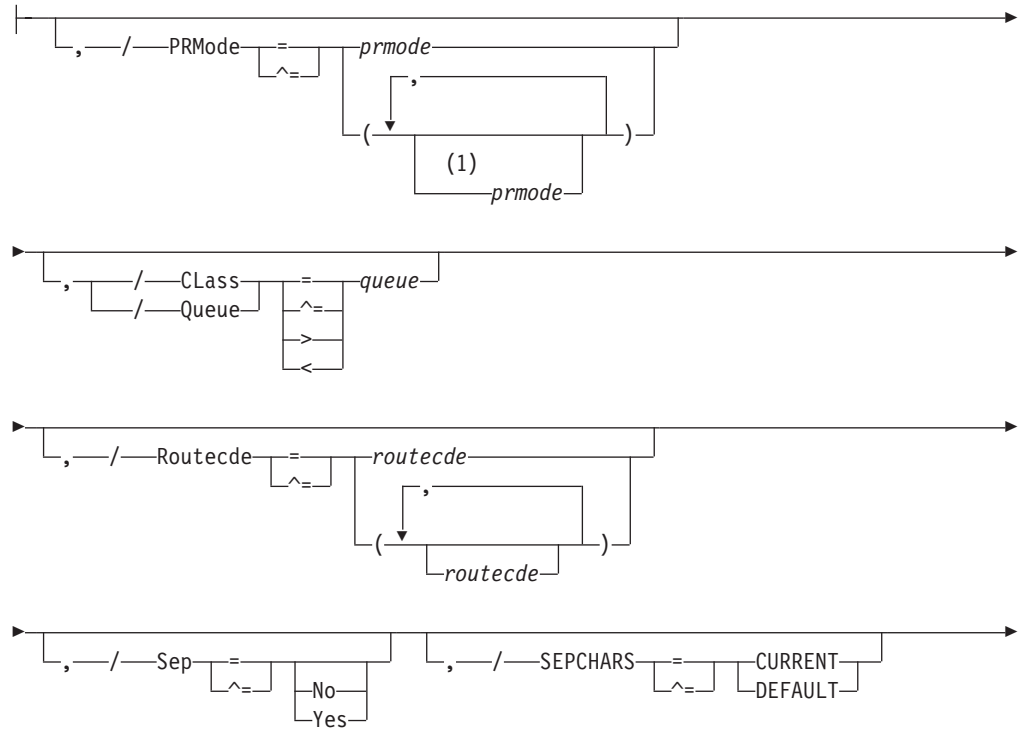 , / PRMode = prmode
^=
,
( )
(1)
prmode
, / CLass = queue
/ Queue ^=
>
<
, / Routecde = routecde
^=
,
( )
routecde
, / Sep = , / SEPCHARS = CURRENT
^= No ^= DEFAULT
Yes